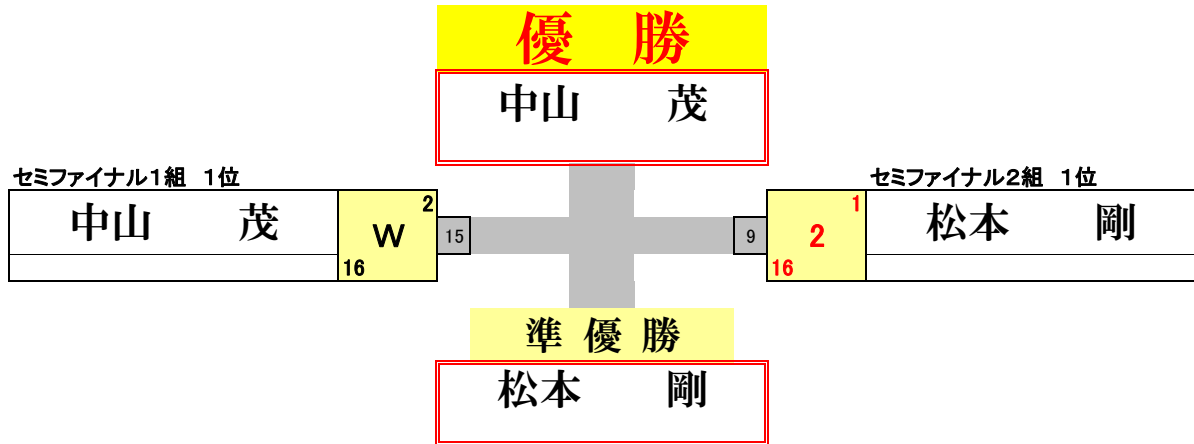 優　勝
中山　　茂
セミファイナル1組　1位
中山　　茂
2
W
16
15
9
1
2
16
セミファイナル2組　1位
松本　　剛
準 優 勝
松本　　剛